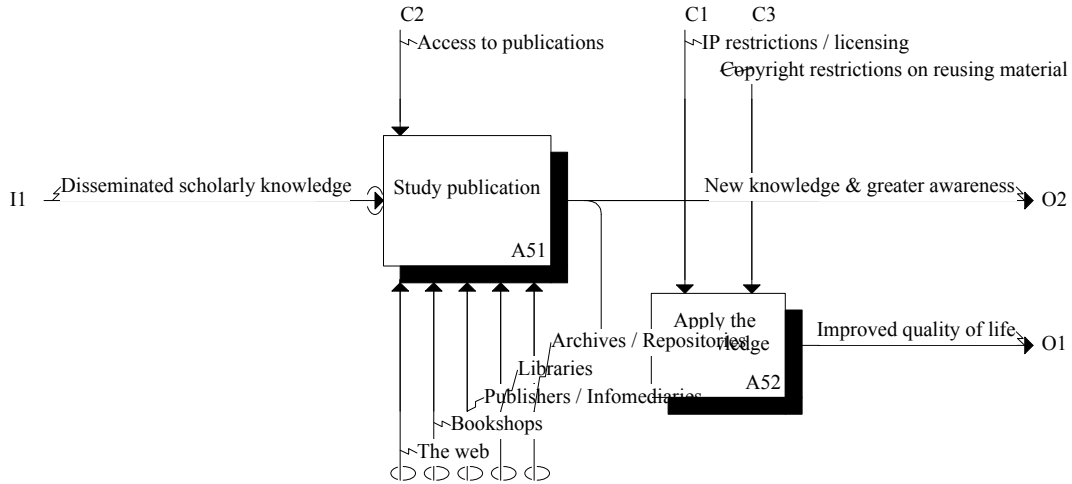 C2
C1
C3
Access to publications
IP restrictions / licensing
Copyright restrictions on reusing material
I1
Disseminated scholarly knowledge
Study publication
A51
New knowledge & greater awareness
O2
Apply the
Improved quality of life
O1
Archives / Repositories
Libraries
A52
Publishers / Infomediaries
Bookshops
The web